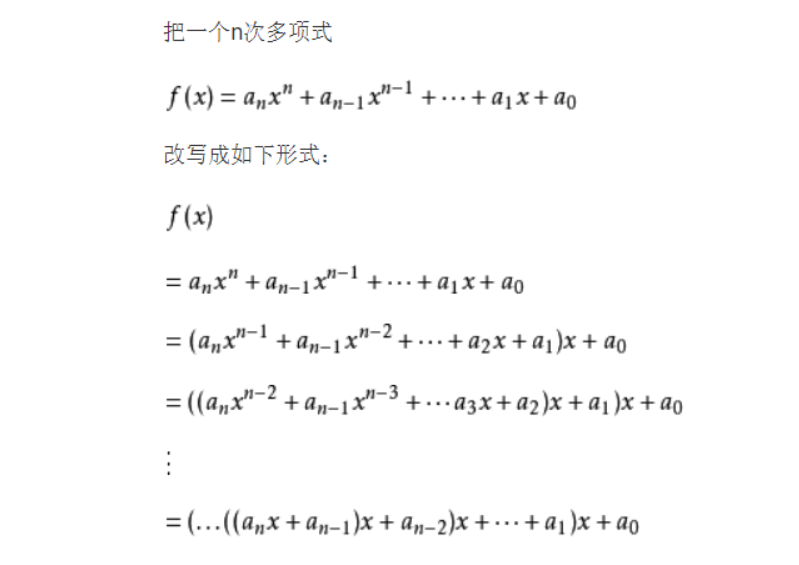 把一个n次多项式
f(x) = aₙxⁿ + aₙ₋₁xⁿ⁻¹ + ⋯ + a₁x + a₀
改写成如下形式：
f(x)
= aₙxⁿ + aₙ₋₁xⁿ⁻¹ + ⋯ + a₁x + a₀
= (aₙxⁿ⁻¹ + aₙ₋₁xⁿ⁻² + ⋯ + a₂x + a₁)x + a₀
= ((aₙxⁿ⁻² + aₙ₋₁xⁿ⁻³ + ⋯a₃x + a₂)x + a₁)x + a₀
⋮
= (…((aₙx + aₙ₋₁)x + aₙ₋₂)x + ⋯ + a₁)x + a₀